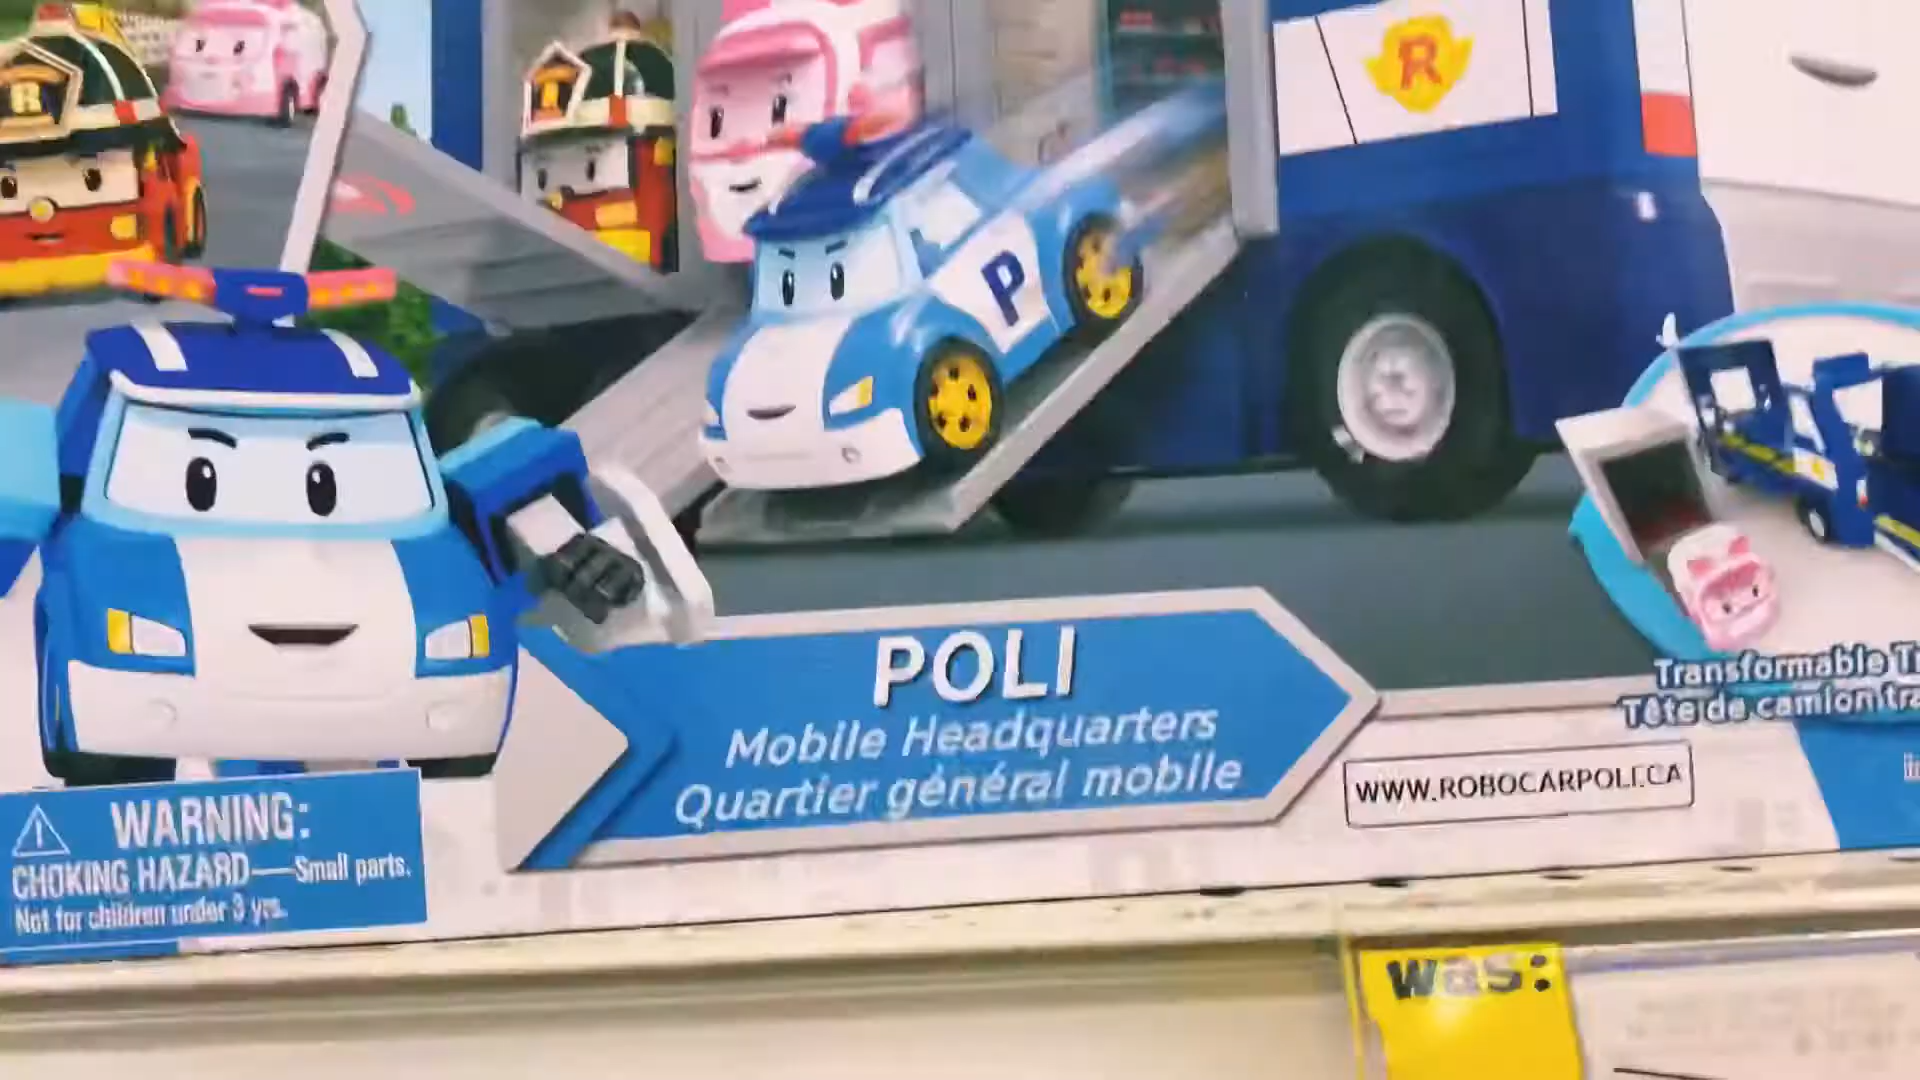 R
R
P
POLI
Mobile Headquarters
Quartier général mobile
Transformable
Tête de camion
WWW.ROBOCARPOLI.CA
WARNING:
CHOKING HAZARD—Small parts.
Not for children under 3 yrs.
was: